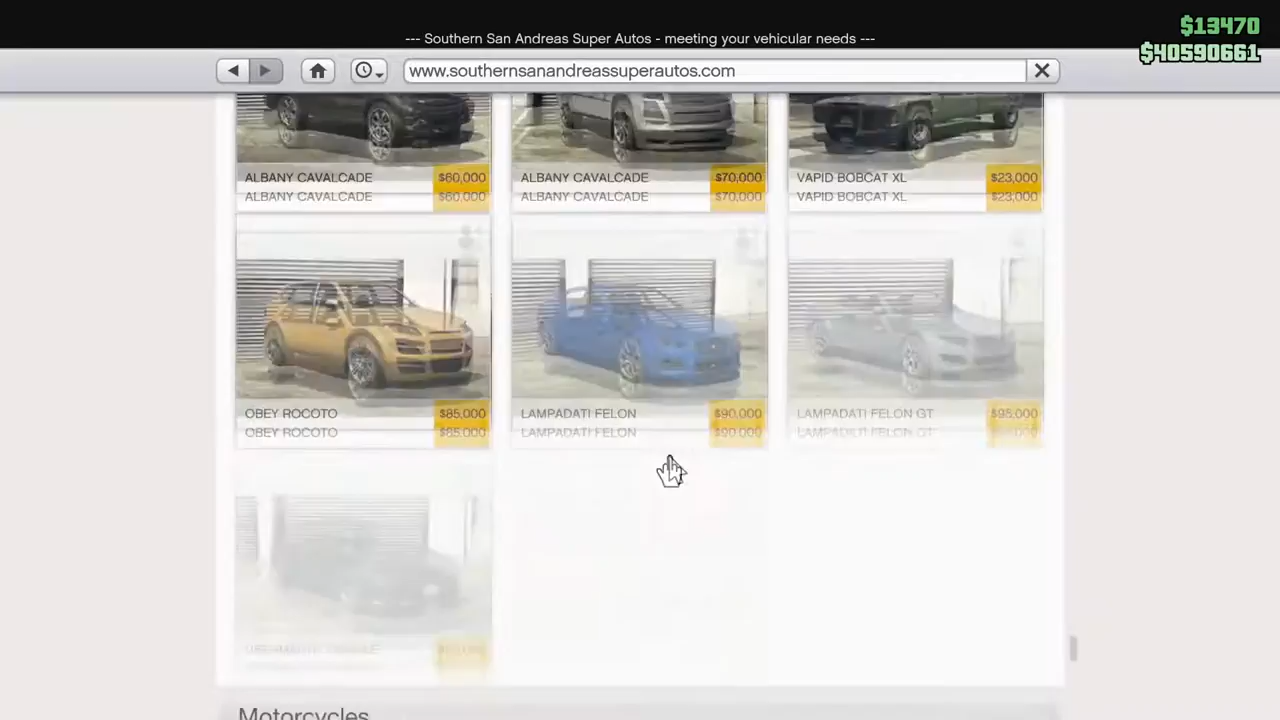 $13470
--- Southern San Andreas Super Autos - meeting your vehicular needs ---
$40590661
www.southernsanandreassuperautos.com
ALBANY CAVALCADE $60,000 ALBANY CAVALCADE $70,000 VAPID BOBCAT XL $23,000
ALBANY CAVALCADE $60,000 ALBANY CAVALCADE $70,000 VAPID BOBCAT XL $23,000
OBEY ROCOTO $85,000 LAMPADATI FELON $90,000 LAMPADATI FELON GT $95,000
OBEY ROCOTO $85,000 LAMPADATI FELON $90,000 LAMPADATI FELON GT
Motorcycles